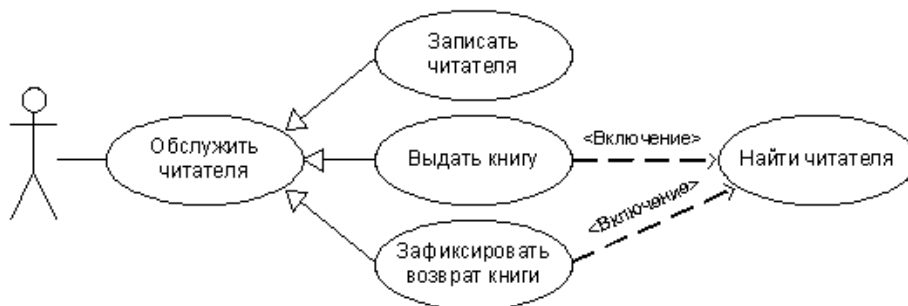 Записать
читателя
Обслужить
читателя
Выдать книгу
<Включение>
Найти читателя
<Включение>
Зафиксировать
возврат книги